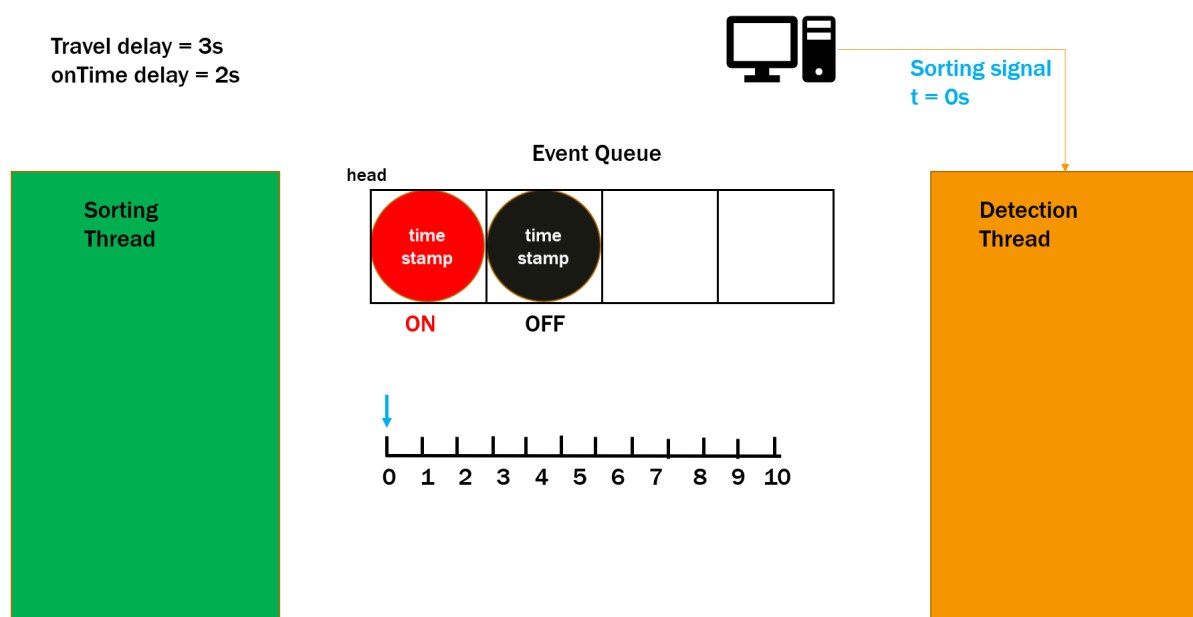 Travel delay = 3s
onTime delay = 2s
Sorting signal
t = 0s
Event Queue
head
Sorting
Thread
time
stamp
time
stamp
Detection
Thread
ON
OFF
0 1 2 3 4 5 6 7 8 9 10